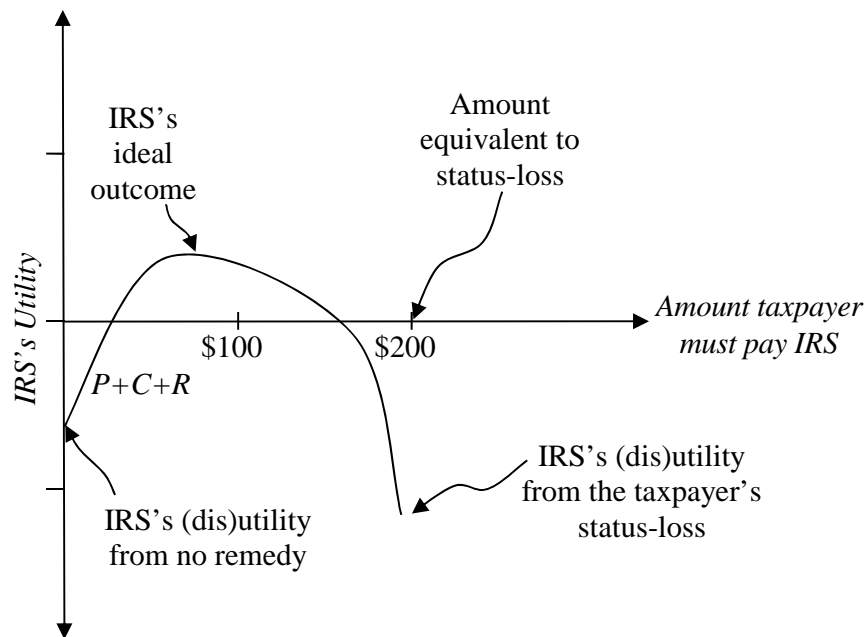 IRS’s
ideal
outcome
Amount
equivalent to
status-loss
IRS’s Utility
Amount taxpayer
must pay IRS
$100
$200
P+C+R
IRS’s (dis)utility
from no remedy
IRS’s (dis)utility
from the taxpayer’s
status-loss